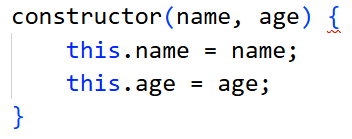 constructor(name, age) {
    this.name = name;
    this.age = age;
}